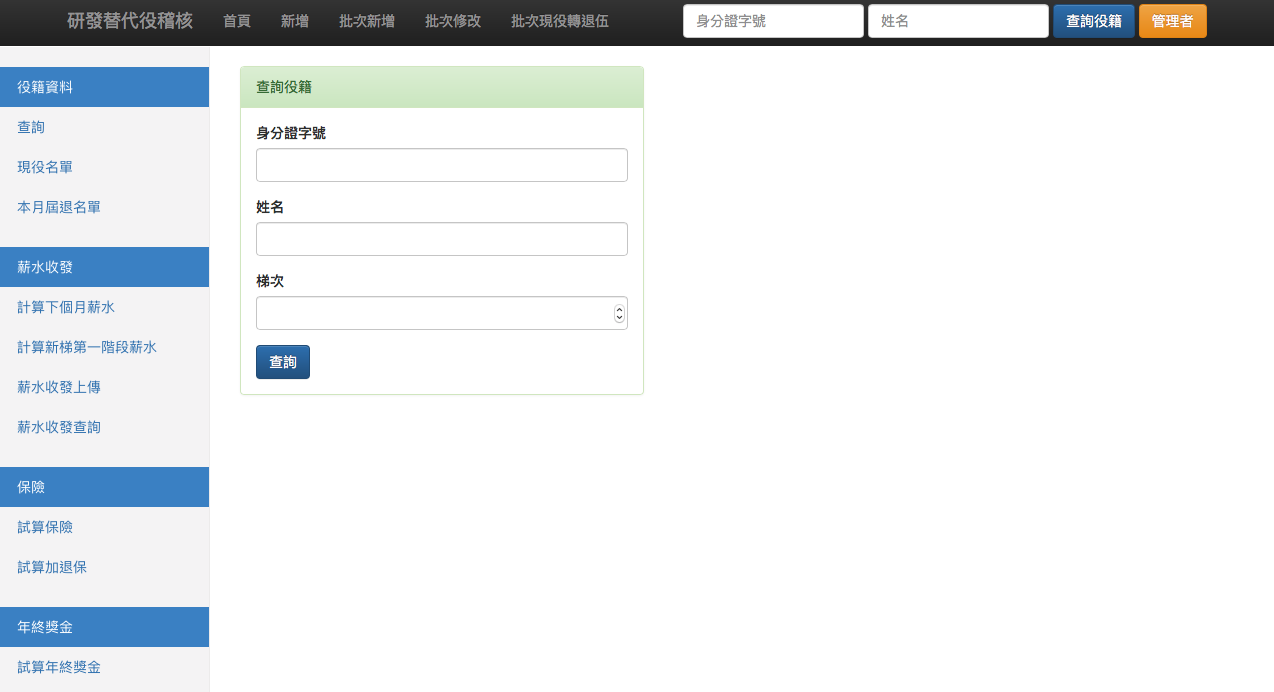 研發替代役稽核 首頁 新增 批次新增 批次修改 批次現役轉退伍 身分證字號 姓名 查詢役籍 管理者
役籍資料
查詢
現役名單
本月屆退名單
薪水收發
計算下個月薪水
計算新梯第一階段薪水
薪水收發上傳
薪水收發查詢
保險
試算保險
試算加退保
年終獎金
試算年終獎金
查詢役籍
身分證字號
姓名
梯次
查詢